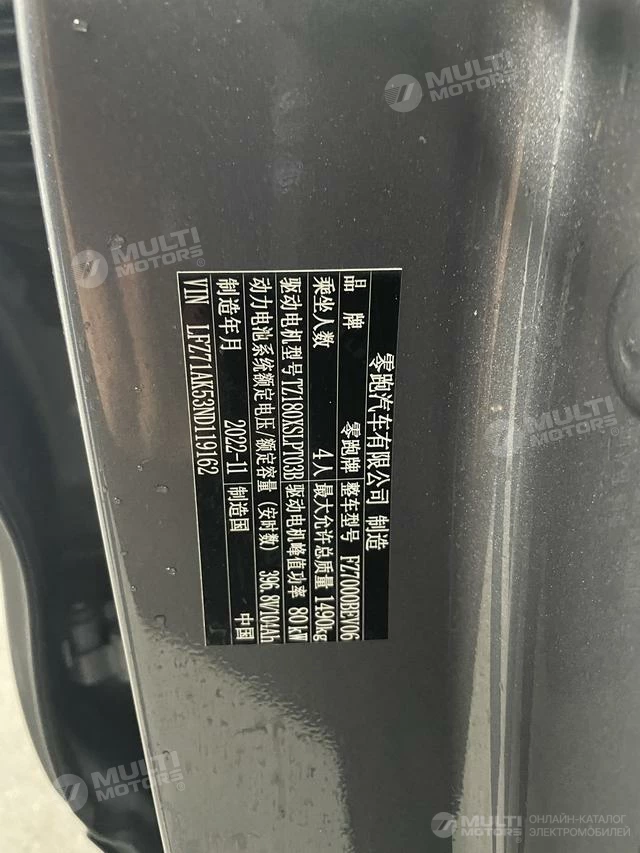 零跑汽车有限公司 制造
品 牌 零跑牌 整车型号 FZ7000BEV06
乘坐人数 4人 最大允许总质量 1490kg
驱动电机型号 TZ180XSLPT03B 驱动电机峰值功率 80kW
动力电池系统额定电压/额定容量(安时数) 396.8V/104Ah
制造年月 2022-11 制造国 中国
VIN LFZ71AK53ND119162
MULTI MOTORS®
MULTI MOTORS®
MULTI MOTORS®
MULTI MOTORS®
MULTI MOTORS® ОНЛАЙН-КАТАЛОГ ЭЛЕКТРОМОБИЛЕЙ